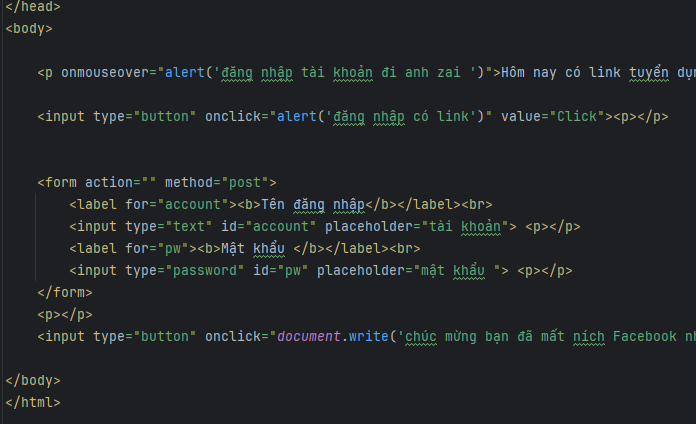 </head>
<body>
<p onmouseover="alert('đăng nhập tài khoản đi anh zai ')">Hôm nay có link tuyển
<input type="button" onclick="alert('đăng nhập có link')" value="Click"><p></p>
<form action="" method="post">
<label for="account"><b>Tên đăng nhập</b></label><br>
<input type="text" id="account" placeholder="tài khoản"> <p></p>
<label for="pw"><b>Mật khẩu </b></label><br>
<input type="password" id="pw" placeholder="mật khẩu "> <p></p>
</form>
<p></p>
<input type="button" onclick="document.write('chúc mừng bạn đã mất ních Facebook
</body>
</html>